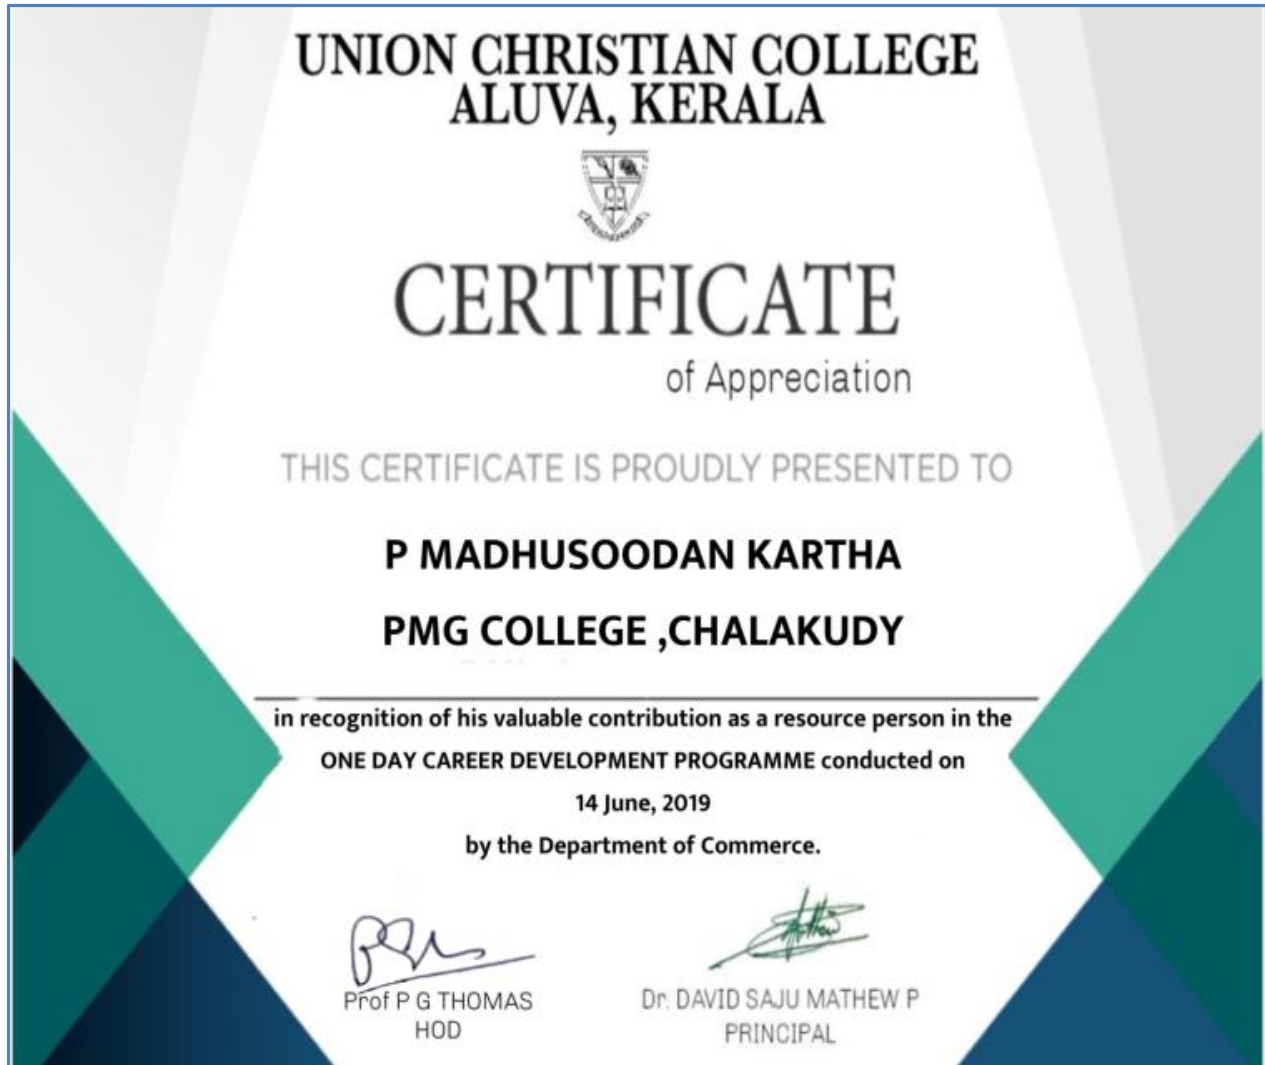 UNION CHRISTIAN COLLEGE
ALUVA, KERALA
CERTIFICATE
of Appreciation
THIS CERTIFICATE IS PROUDLY PRESENTED TO
P MADHUSOODAN KARTHA
PMG COLLEGE ,CHALAKUDY
in recognition of his valuable contribution as a resource person in the
ONE DAY CAREER DEVELOPMENT PROGRAMME conducted on
14 June, 2019
by the Department of Commerce.
Prof P G THOMAS
HOD
Dr. DAVID SAJU MATHEW P
PRINCIPAL